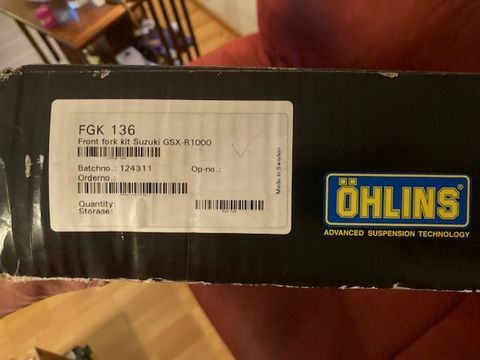 FGK 136
Front fork kit Suzuki GSX-R1000
Batchno.: 124311 Op-no.:
Orderno.:
Quantity:
Storage:
Made in Sweden
ÖHLINS®
ADVANCED SUSPENSION TECHNOLOGY